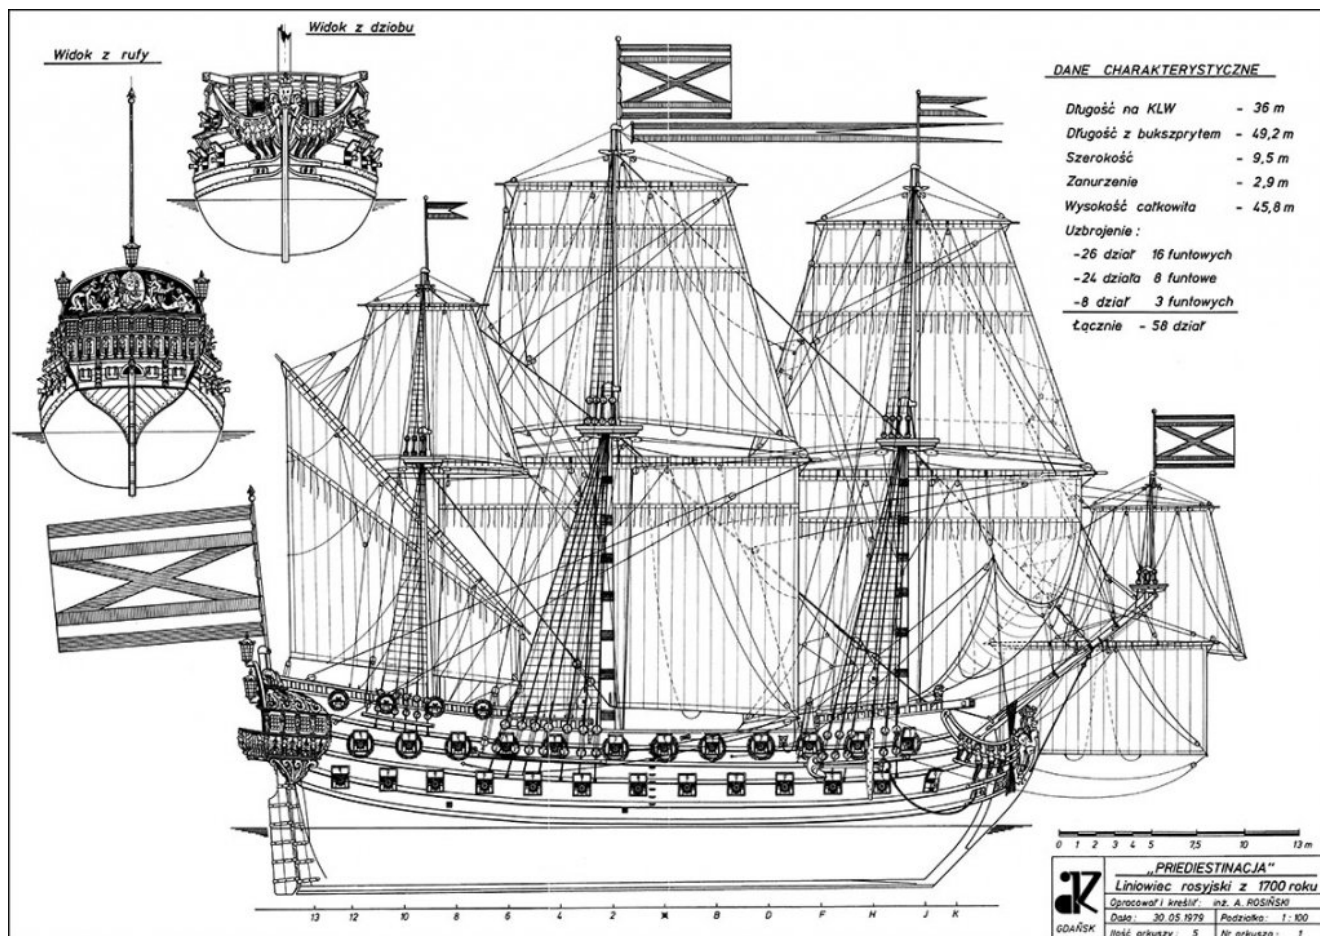 Widok z rufy
Widok z dziobu
DANE CHARAKTERYSTYCZNE
Długość na KLW - 36 m
Długość z bukszprytem - 49,2 m
Szerokość - 9,5 m
Zanurzenie - 2,9 m
Wysokość całkowita - 45,8 m
Uzbrojenie :
-26 dział 16 funtowych
-24 działa 8 funtowe
-8 dział 3 funtowych
Łącznie - 58 dział
0 1 2 3 4 5 7,5 10 13 m
13 12 10 8 6 4 2 Ж B D F H J K
GDAŃSK
„PRIEDIESTINACJA"
Liniowiec rosyjski z 1700 roku
Opracował i kreślił: inż. A. ROSIŃSKI
Data: 30.05.1979 Podziałka: 1:100
Ilość arkuszy: 5 Nr arkusza: 1